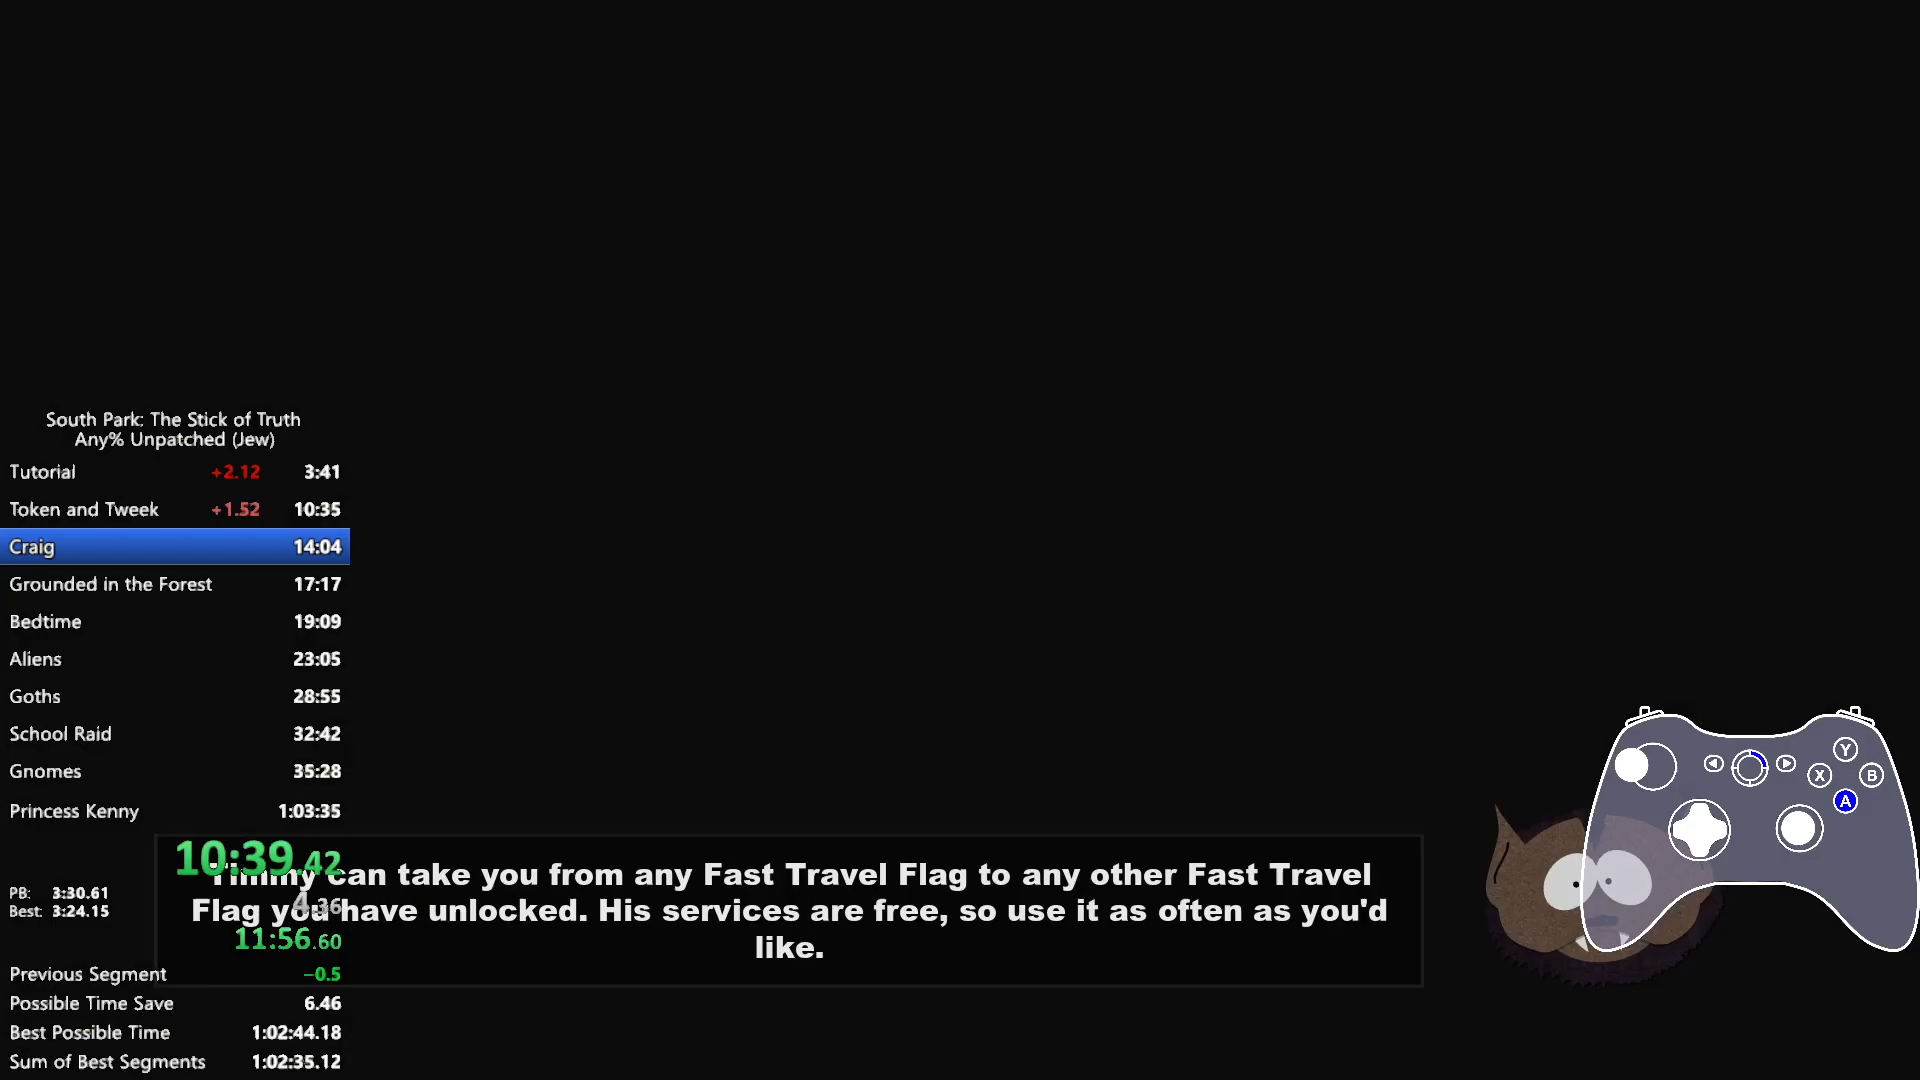 South Park: The Stick of Truth
Any% Unpatched (Jew)
Tutorial +2.12 3:41
Token and Tweek +1.52 10:35
Craig 14:04
Grounded in the Forest 17:17
Bedtime 19:09
Aliens 23:05
Goths 28:55
School Raid 32:42
Gnomes 35:28
Princess Kenny 1:03:35
10:39.42
Timmy can take you from any Fast Travel Flag to any other Fast Travel
Flag you have unlocked. His services are free, so use it as often as you'd
like.
PB: 3:30.61
Best: 3:24.15
4.36
11:56.60
Previous Segment −0.5
Possible Time Save 6.46
Best Possible Time 1:02:44.18
Sum of Best Segments 1:02:35.12
Y
X
B
A